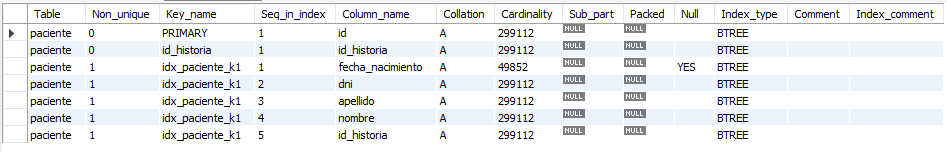 Table Non_unique Key_name Seq_in_index Column_name Collation Cardinality Sub_part Packed Null Index_type Comment Index_comment
paciente 0 PRIMARY 1 id A 299112 NULL NULL BTREE
paciente 0 id_historia 1 id_historia A 299112 NULL NULL BTREE
paciente 1 idx_paciente_k1 1 fecha_nacimiento A 49852 NULL NULL YES BTREE
paciente 1 idx_paciente_k1 2 dni A 299112 NULL NULL BTREE
paciente 1 idx_paciente_k1 3 apellido A 299112 NULL NULL BTREE
paciente 1 idx_paciente_k1 4 nombre A 299112 NULL NULL BTREE
paciente 1 idx_paciente_k1 5 id_historia A 299112 NULL NULL BTREE